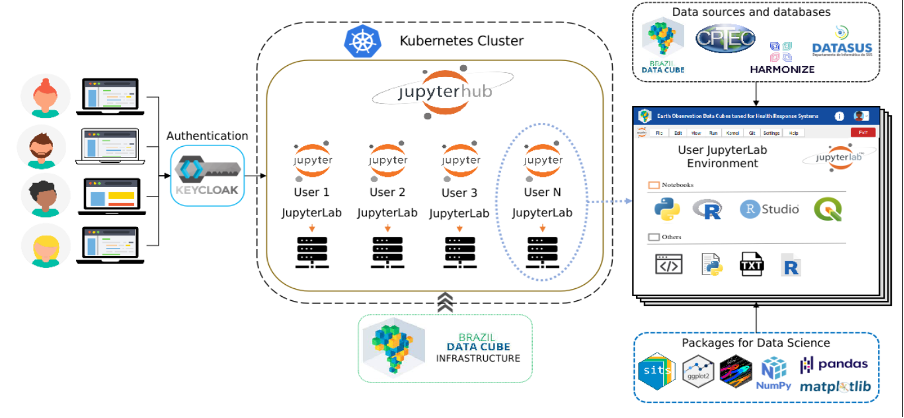 Data sources and databases
BRAZIL
DATA CUBE
CPTEC
HARMONIZE
DATASUS
Kubernetes Cluster
jupyterhub
Authentication
KEYCLOAK
jupyter
User 1
JupyterLab
jupyter
User 2
JupyterLab
jupyter
User 3
JupyterLab
jupyter
User N
JupyterLab
BRAZIL
DATA CUBE
INFRASTRUCTURE
Earth Observation Data Cubes tuned for Health Response Systems
File Edit View Run Kernel Git Settings Help
Exit
User JupyterLab
Environment
jupyterlab
Notebooks
R
R Studio
Others
</>
TXT
R
Packages for Data Science
sits
ggplot2
NumPy
pandas
matplotlib